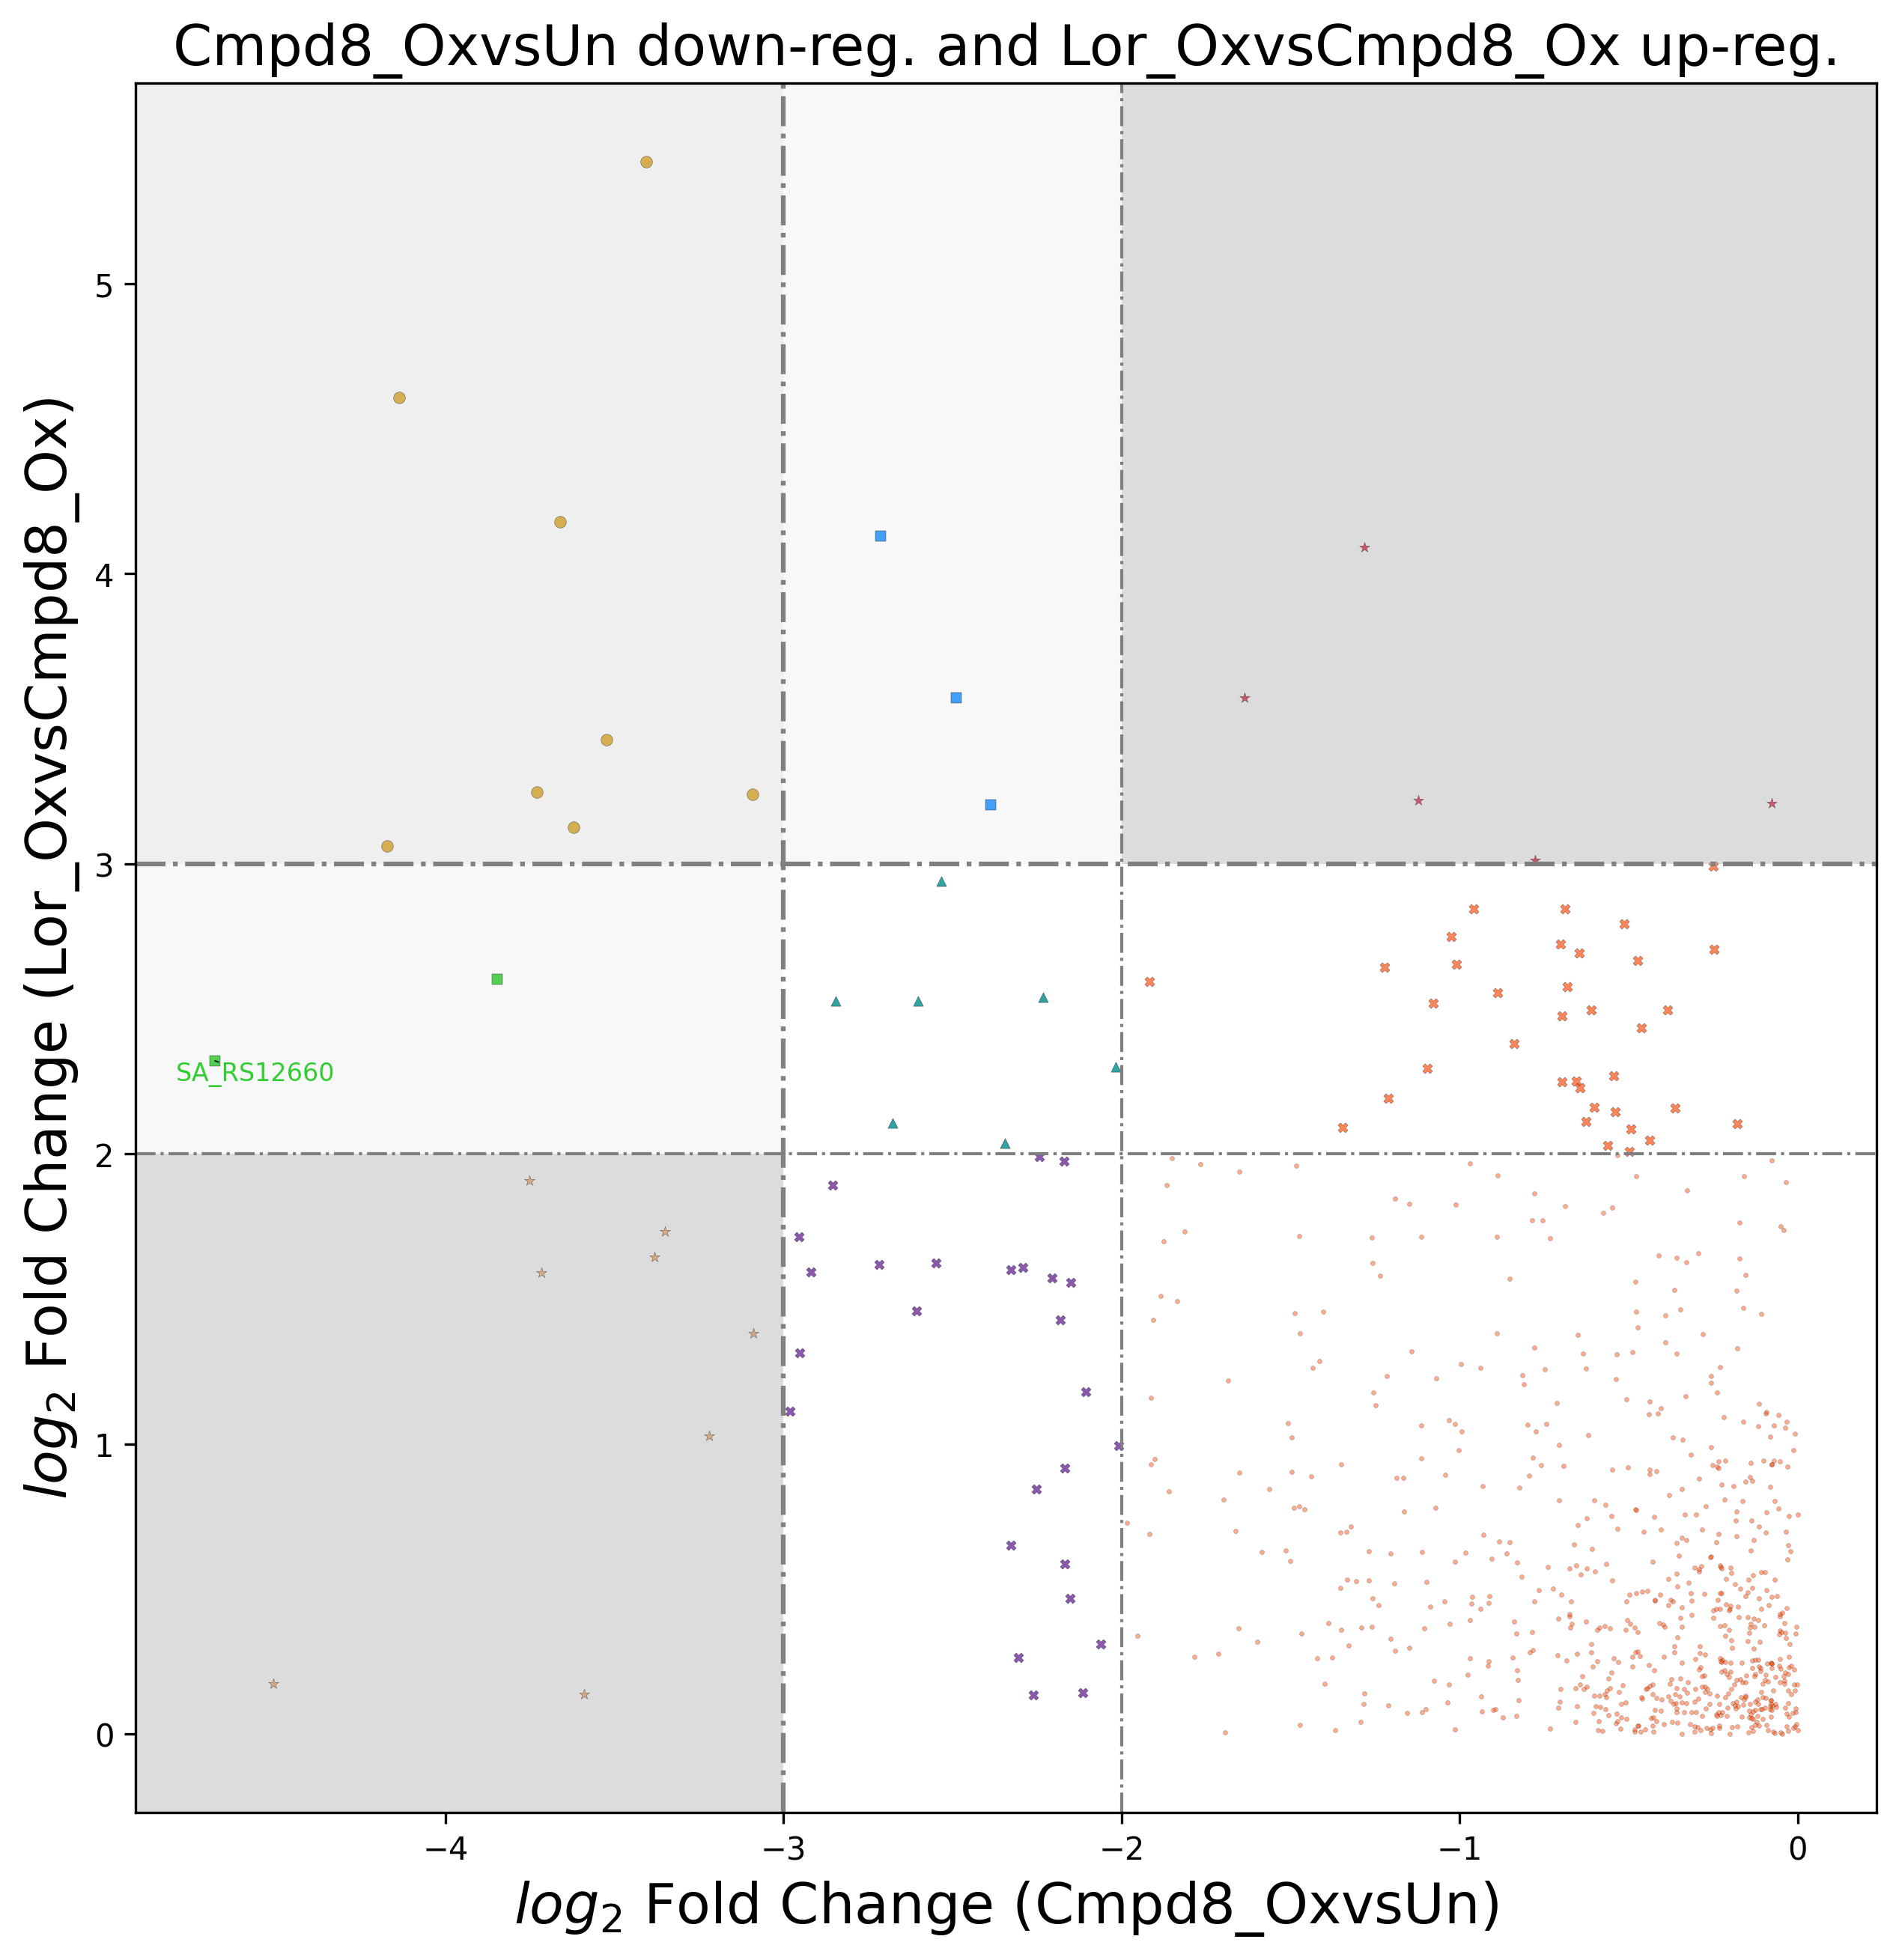 Cmpd8_OxvsUn down-reg. and Lor_OxvsCmpd8_Ox up-reg.
log2 Fold Change (Lor_OxvsCmpd8_Ox)
5
4
3
2
1
0
SA_RS12660
−4 −3 −2 −1 0
log2 Fold Change (Cmpd8_OxvsUn)